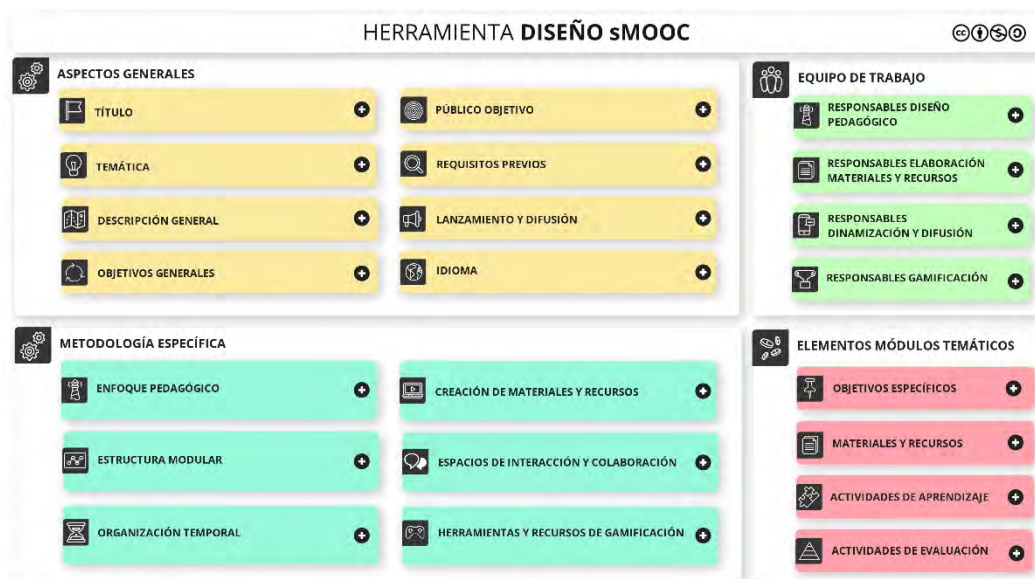 HERRAMIENTA DISEÑO sMOOC
ASPECTOS GENERALES
TÍTULO
TEMÁTICA
DESCRIPCIÓN GENERAL
OBJETIVOS GENERALES
PÚBLICO OBJETIVO
REQUISITOS PREVIOS
LANZAMIENTO Y DIFUSIÓN
IDIOMA
EQUIPO DE TRABAJO
RESPONSABLES DISEÑO
PEDAGÓGICO
RESPONSABLES ELABORACIÓN
MATERIALES Y RECURSOS
RESPONSABLES
DINAMIZACIÓN Y DIFUSIÓN
RESPONSABLES GAMIFICACIÓN
METODOLOGÍA ESPECÍFICA
ENFOQUE PEDAGÓGICO
ESTRUCTURA MODULAR
ORGANIZACIÓN TEMPORAL
CREACIÓN DE MATERIALES Y RECURSOS
ESPACIOS DE INTERACCIÓN Y COLABORACIÓN
HERRAMIENTAS Y RECURSOS DE GAMIFICACIÓN
ELEMENTOS MÓDULOS TEMÁTICOS
OBJETIVOS ESPECÍFICOS
MATERIALES Y RECURSOS
ACTIVIDADES DE APRENDIZAJE
ACTIVIDADES DE EVALUACIÓN